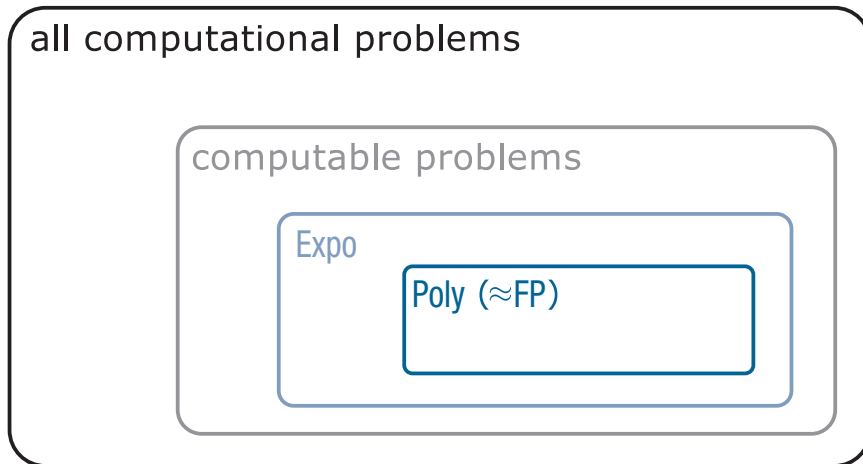 all computational problems
computable problems
Expo
Poly (≈FP)